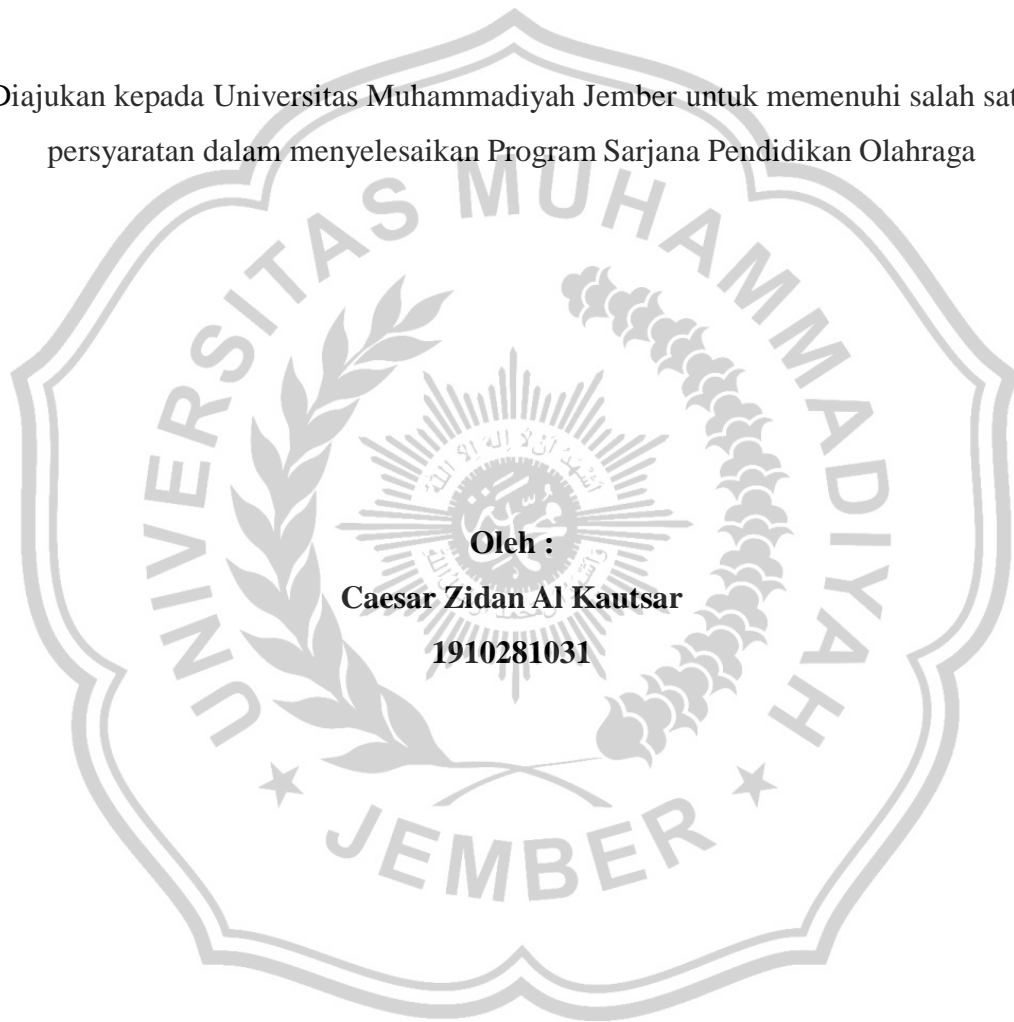 Diajukan kepada Universitas Muhammadiyah Jember untuk memenuhi salah sat
persyaratan dalam menyelesaikan Program Sarjana Pendidikan Olahraga
UNIVERSITAS MUHAMMADIYAH
Oleh :
Caesar Zidan Al Kautsar
1910281031
JEMBER